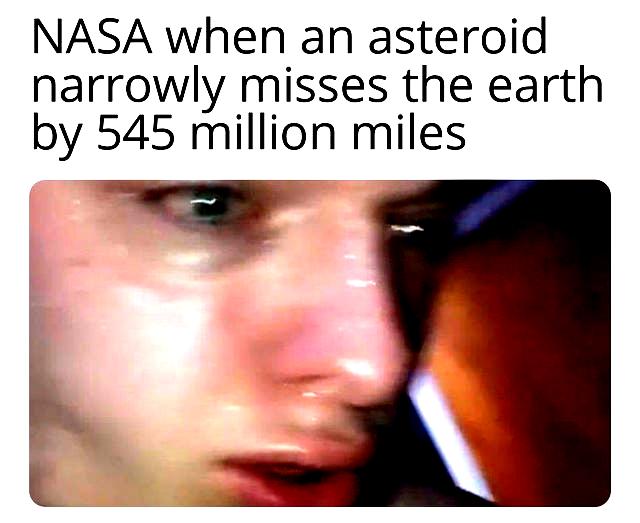 NASA when an asteroid
narrowly misses the earth
by 545 million miles